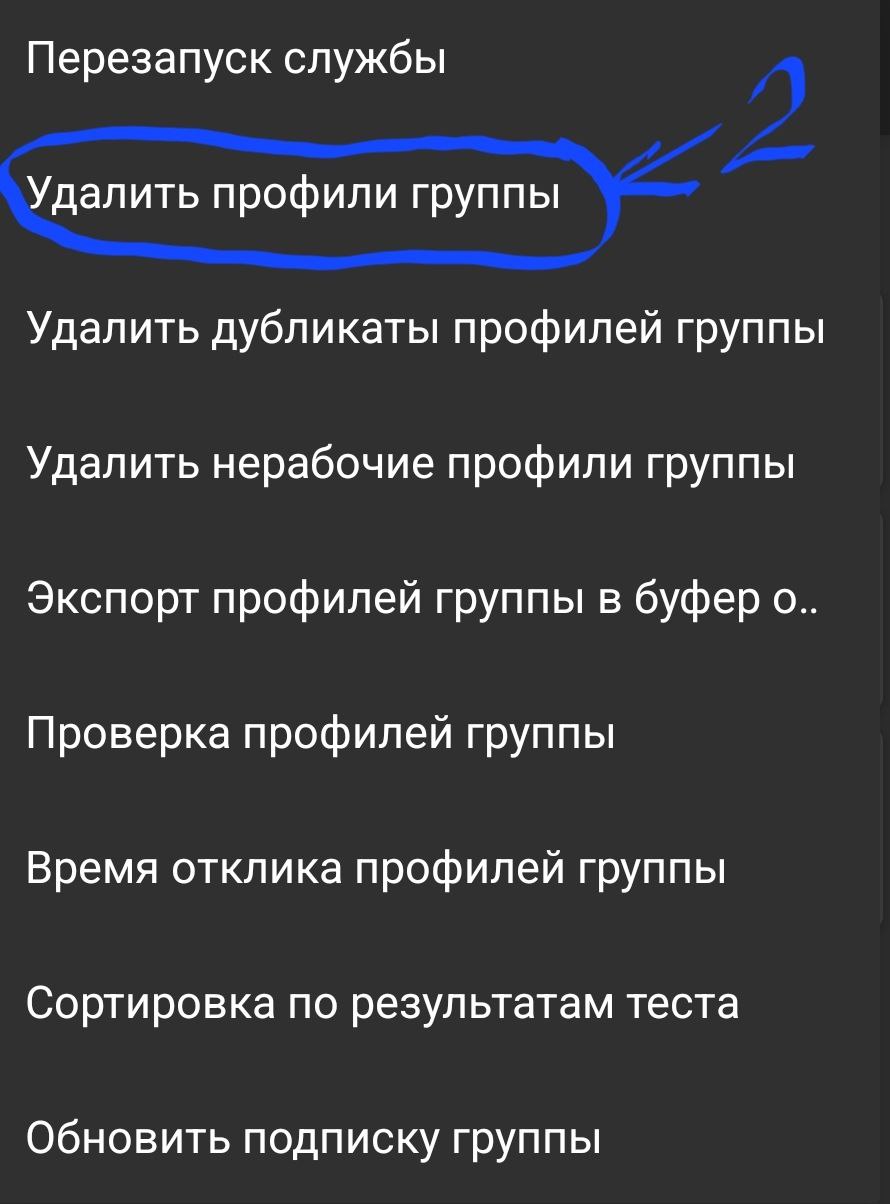 Перезапуск службы
2
Удалить профили группы
Удалить дубликаты профилей группы
Удалить нерабочие профили группы
Экспорт профилей группы в буфер о..
Проверка профилей группы
Время отклика профилей группы
Сортировка по результатам теста
Обновить подписку группы